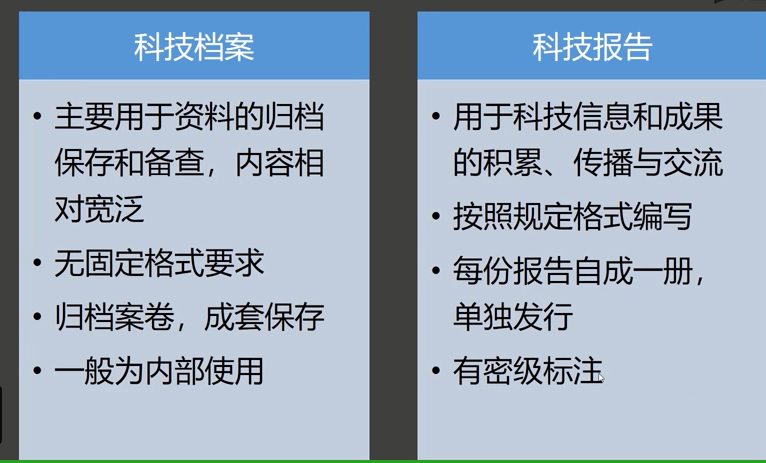 科技档案
• 主要用于资料的归档
保存和备查，内容相
对宽泛
• 无固定格式要求
• 归档案卷，成套保存
• 一般为内部使用
科技报告
• 用于科技信息和成果
的积累、传播与交流
• 按照规定格式编写
• 每份报告自成一册，
单独发行
• 有密级标注